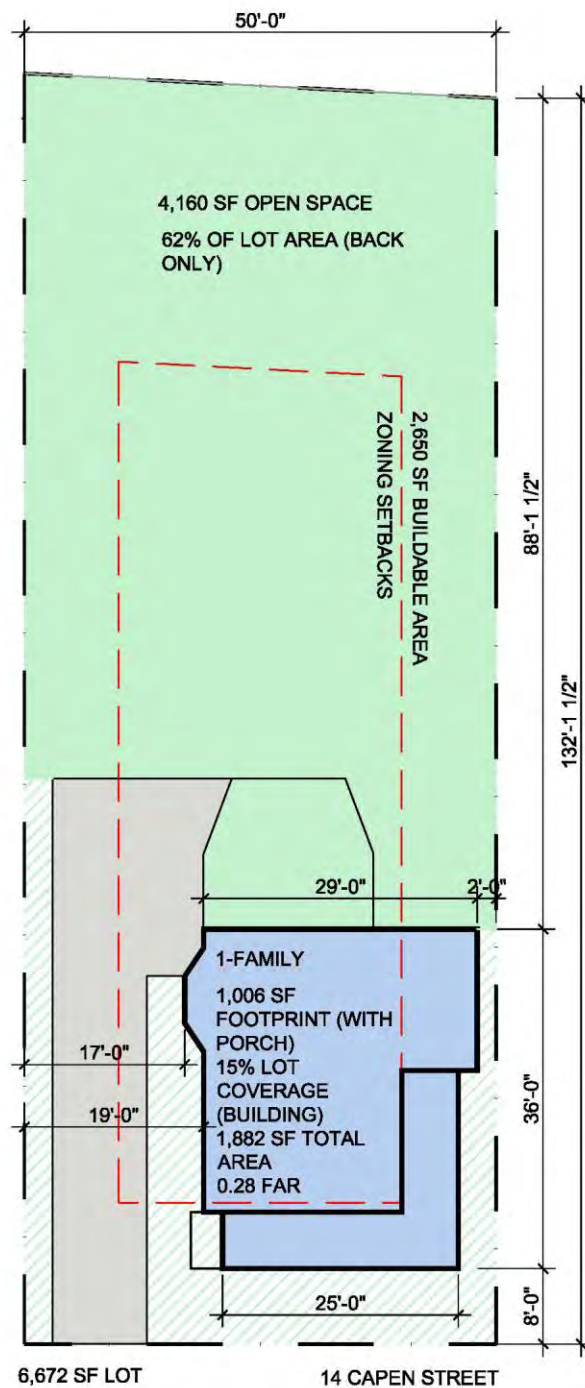 50'-0"
4,160 SF OPEN SPACE
62% OF LOT AREA (BACK
ONLY)
2,650 SF BUILDABLE AREA
ZONING SETBACKS
88'-1 1/2"
132'-1 1/2"
29'-0"
2'-0"
1-FAMILY
1,006 SF
FOOTPRINT (WITH
PORCH)
15% LOT
COVERAGE
(BUILDING)
1,882 SF TOTAL
AREA
0.28 FAR
17'-0"
19'-0"
36'-0"
25'-0"
8'-0"
6,672 SF LOT
14 CAPEN STREET